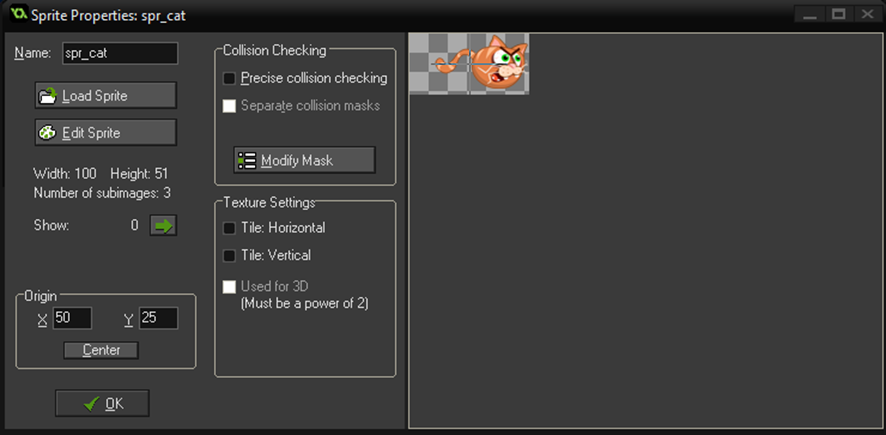 Sprite Properties: spr_cat
Name: spr_cat
Load Sprite
Edit Sprite
Width: 100 Height: 51
Number of subimages: 3
Show: 0
Origin
X 50 Y 25
Center
OK
Collision Checking
Precise collision checking
Separate collision masks
Modify Mask
Texture Settings
Tile: Horizontal
Tile: Vertical
Used for 3D
(Must be a power of 2)